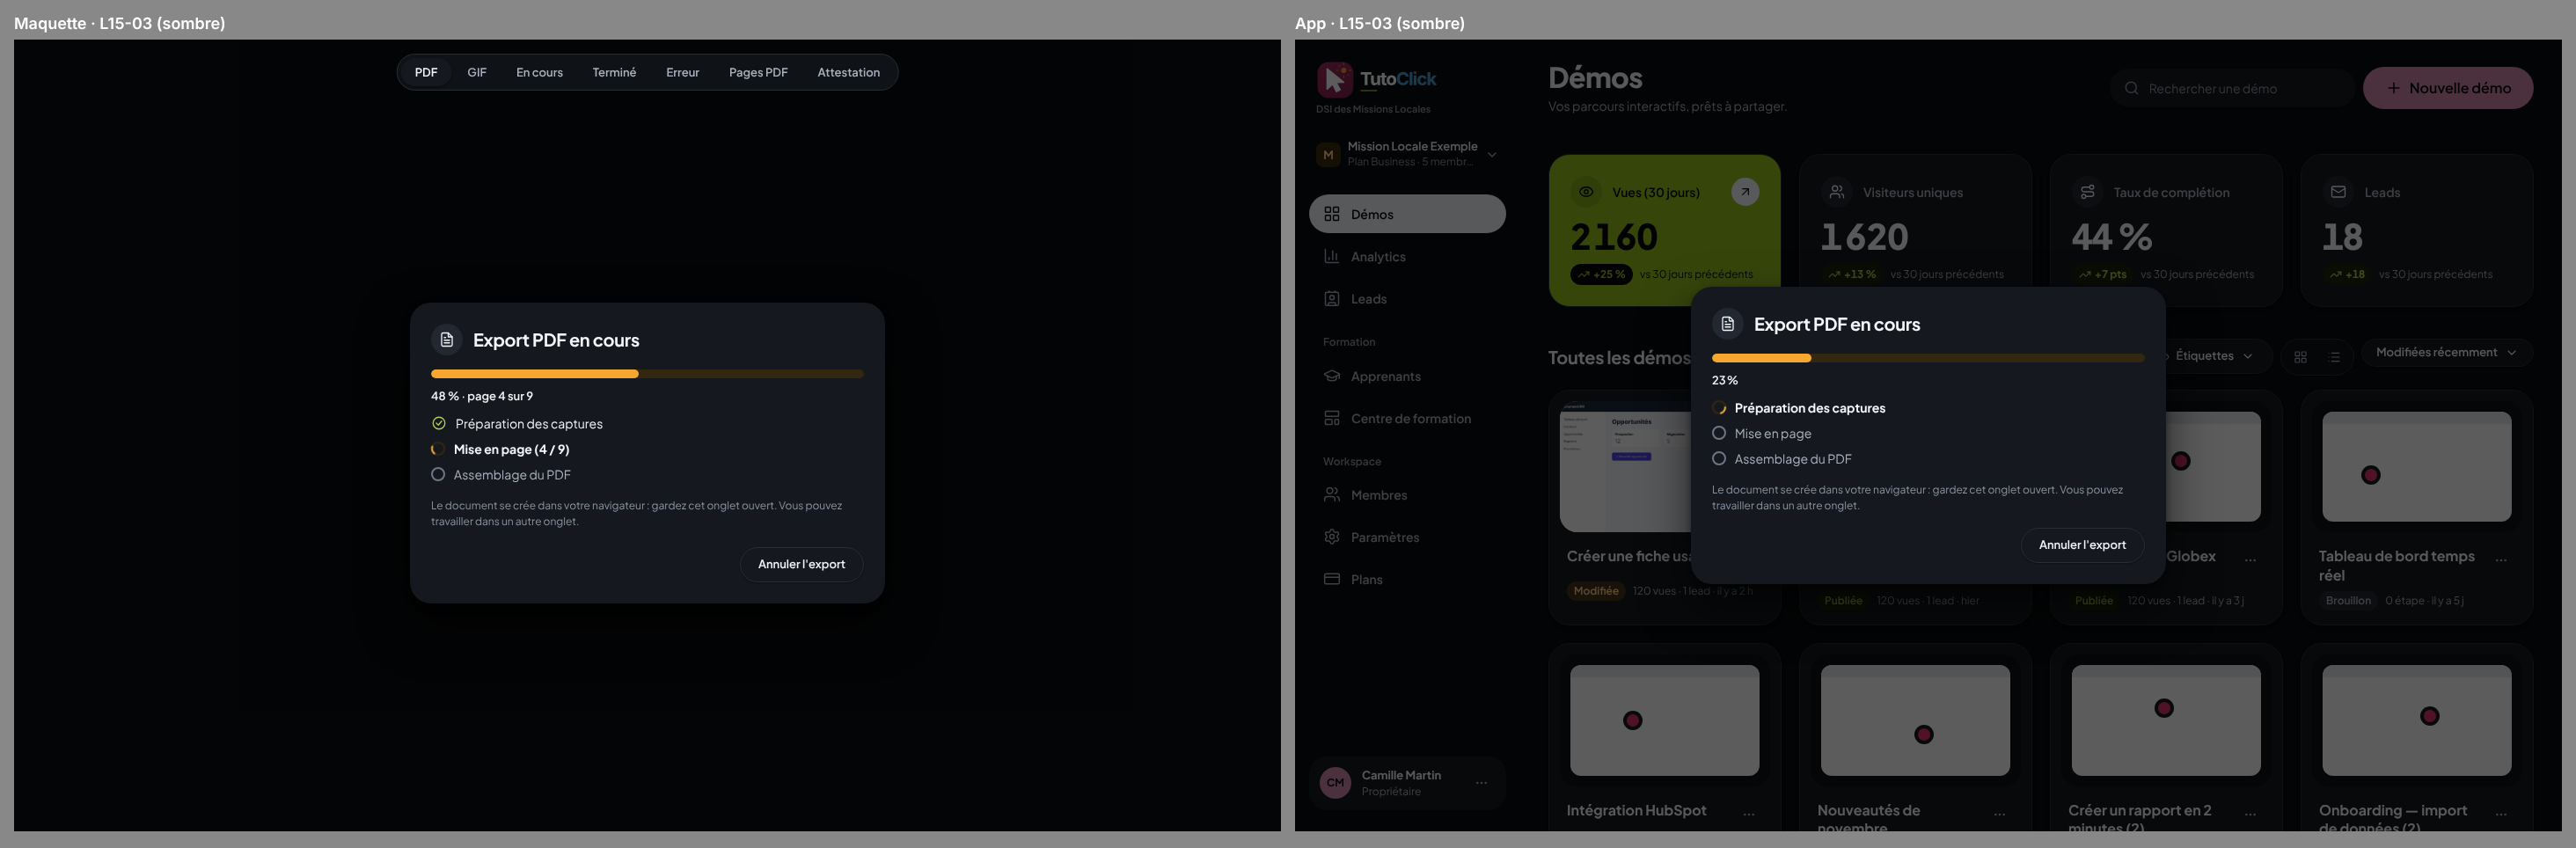 Maquette · L15-03 (sombre)
PDF
GIF
En cours
Terminé
Erreur
Pages PDF
Attestation
Export PDF en cours
48 % · page 4 sur 9
Préparation des captures
Mise en page (4 / 9)
Assemblage du PDF
Le document se crée dans votre navigateur : gardez cet onglet ouvert. Vous pouvez
travailler dans un autre onglet.
Annuler l'export
App · L15-03 (sombre)
TutoClick
DSI des Missions Locales
M
Mission Locale Exemple
Plan Business · 5 membr...
Démos
Analytics
Leads
Formation
Apprenants
Centre de formation
Workspace
Membres
Paramètres
Plans
CM
Camille Martin
Propriétaire
...
Démos
Vos parcours interactifs, prêts à partager.
Rechercher une démo
+ Nouvelle démo
Vues (30 jours)
2 160
+25 %
vs 30 jours précédents
Visiteurs uniques
1 620
+13 %
vs 30 jours précédents
Taux de complétion
44 %
+7 pts
vs 30 jours précédents
Leads
18
+18
vs 30 jours précédents
Toutes les démos
Étiquettes
Modifiées récemment
Export PDF en cours
23 %
Préparation des captures
Mise en page
Assemblage du PDF
Le document se crée dans votre navigateur : gardez cet onglet ouvert. Vous pouvez
travailler dans un autre onglet.
Annuler l'export
Opportunités
Créer une fiche
Modifiée
120 vues · 1 lead · il y a 2 h
Publiée
120 vues · 1 lead · hier
Globex
...
Publiée
120 vues · 1 lead · il y a 3 j
Tableau de bord temps
réel
...
Brouillon
0 étape · il y a 5 j
Intégration HubSpot
...
Nouveautés de
novembre
...
Créer un rapport en 2
minutes (2)
...
Onboarding — import
de données (2)
...